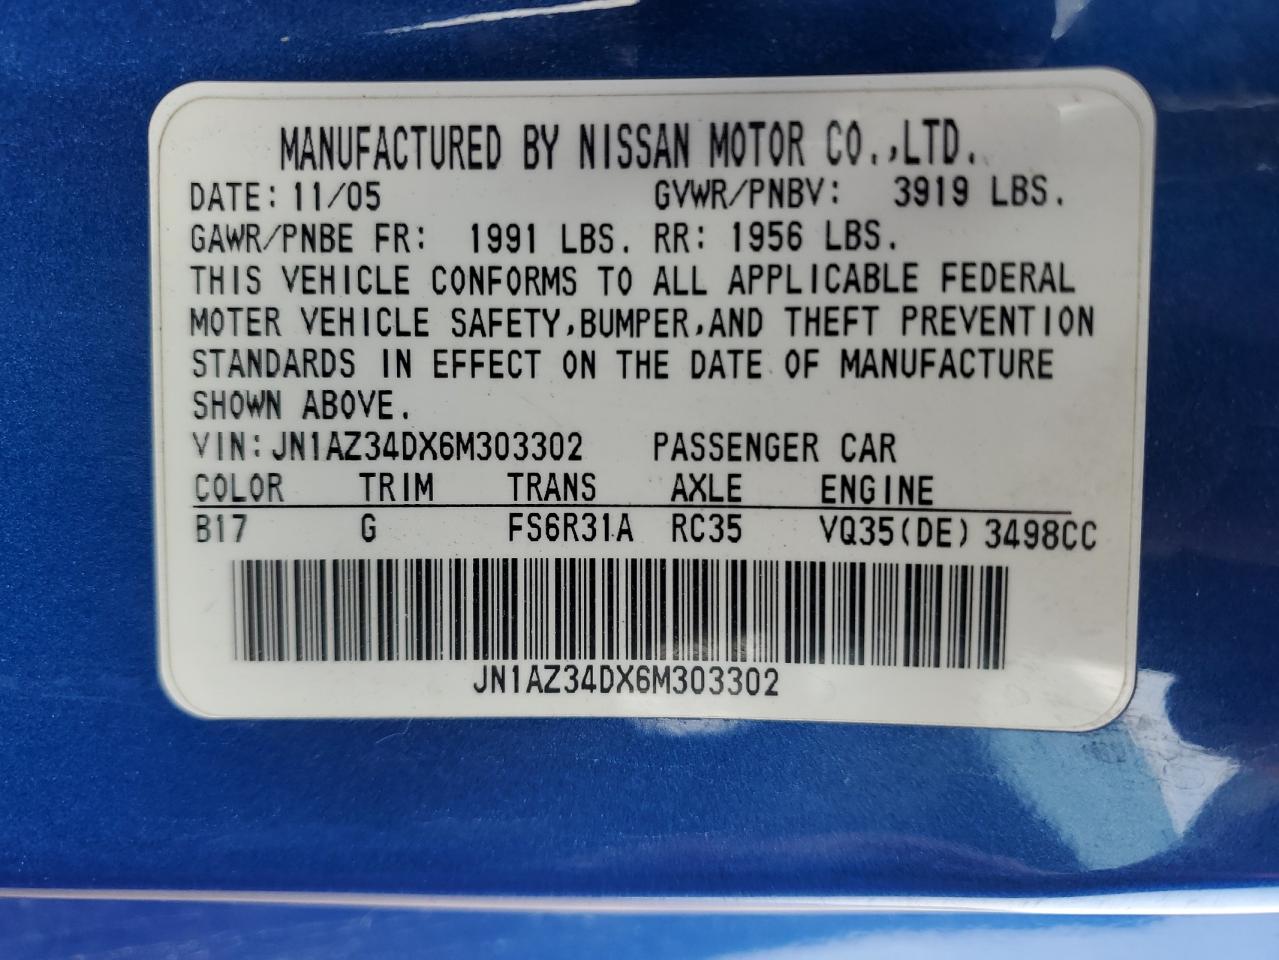 MANUFACTURED BY NISSAN MOTOR CO.,LTD.
DATE: 11/05 GVWR/PNBV: 3919 LBS.
GAWR/PNBE FR: 1991 LBS. RR: 1956 LBS.
THIS VEHICLE CONFORMS TO ALL APPLICABLE FEDERAL
MOTER VEHICLE SAFETY,BUMPER,AND THEFT PREVENTION
STANDARDS IN EFFECT ON THE DATE OF MANUFACTURE
SHOWN ABOVE.
VIN: JN1AZ34DX6M303302 PASSENGER CAR
COLOR TRIM TRANS AXLE ENGINE
B17 G FS6R31A RC35 VQ35(DE) 3498CC
JN1AZ34DX6M303302